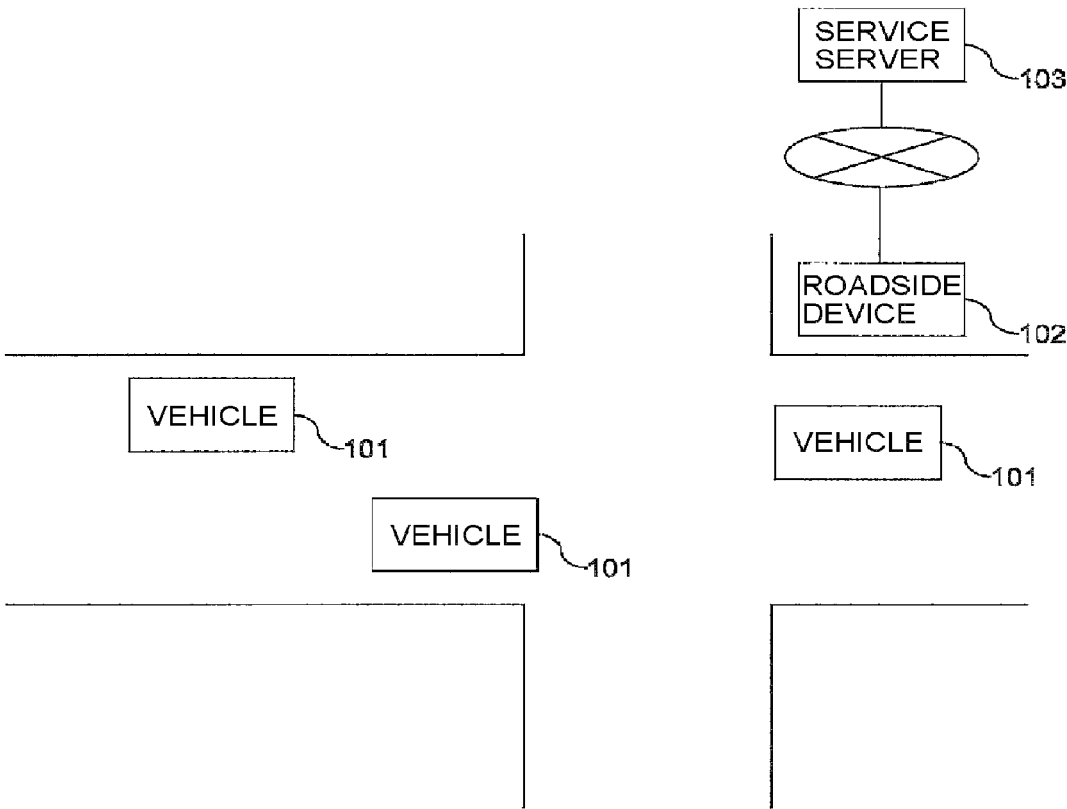 SERVICE
SERVER
103
ROADSIDE
DEVICE
102
VEHICLE
101
VEHICLE
101
VEHICLE
101